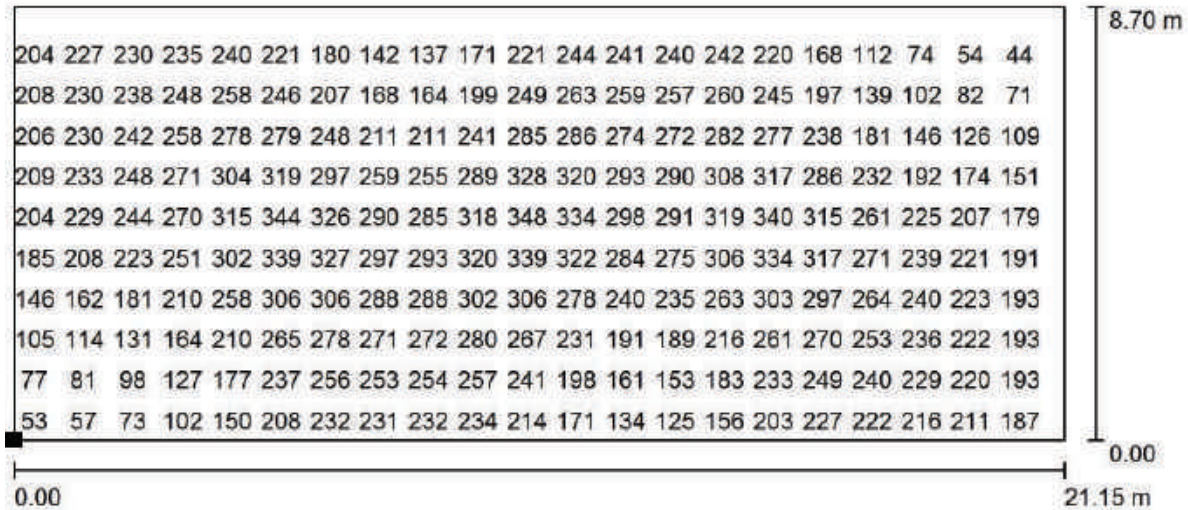 8.70 m
204 227 230 235 240 221 180 142 137 171 221 244 241 240 242 220 168 112 74 54 44
208 230 238 248 258 246 207 168 164 199 249 263 259 257 260 245 197 139 102 82 71
206 230 242 258 278 279 248 211 211 241 285 286 274 272 282 277 238 181 146 126 109
209 233 248 271 304 319 297 259 255 289 328 320 293 290 308 317 286 232 192 174 151
204 229 244 270 315 344 326 290 285 318 348 334 298 291 319 340 315 261 225 207 179
185 208 223 251 302 339 327 297 293 320 339 322 284 275 306 334 317 271 239 221 191
146 162 181 210 258 306 306 288 288 302 306 278 240 235 263 303 297 264 240 223 193
105 114 131 164 210 265 278 271 272 280 267 231 191 189 216 261 270 253 236 222 193
77 81 98 127 177 237 256 253 254 257 241 198 161 153 183 233 249 240 229 220 193
53 57 73 102 150 208 232 231 232 234 214 171 134 125 156 203 227 222 216 211 187
0.00
0.00 21.15 m